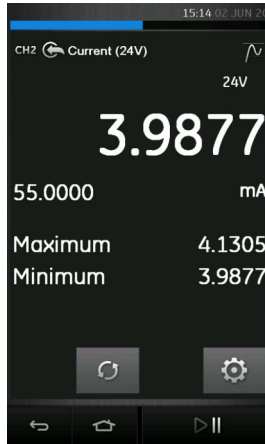 15:14 02 JUN 20
CH2 Current (24V)
24V
3.9877
55.0000 mA
Maximum 4.1305
Minimum 3.9877